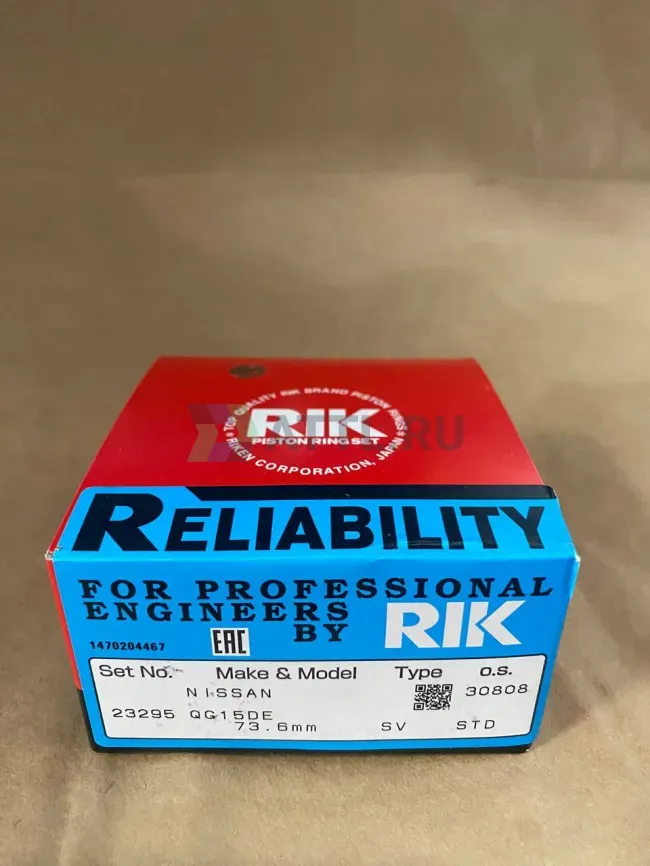 TOP QUALITY RIK BRAND PISTON RINGS
RIK
PISTON RING SET
RIKEN CORPORATION, JAPAN
RELIABILITY
FOR PROFESSIONAL
ENGINEERS
BY RIK
1470204467
EAC
Set No. Make & Model Type O.S.
NISSAN 30808
23295 QG15DE
73.6mm SV STD